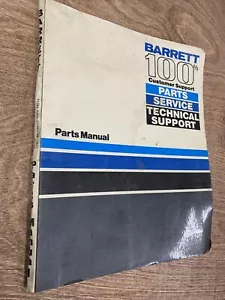 BARRETT
100%
Customer Support
PARTS
SERVICE
TECHNICAL
SUPPORT
Parts Manual